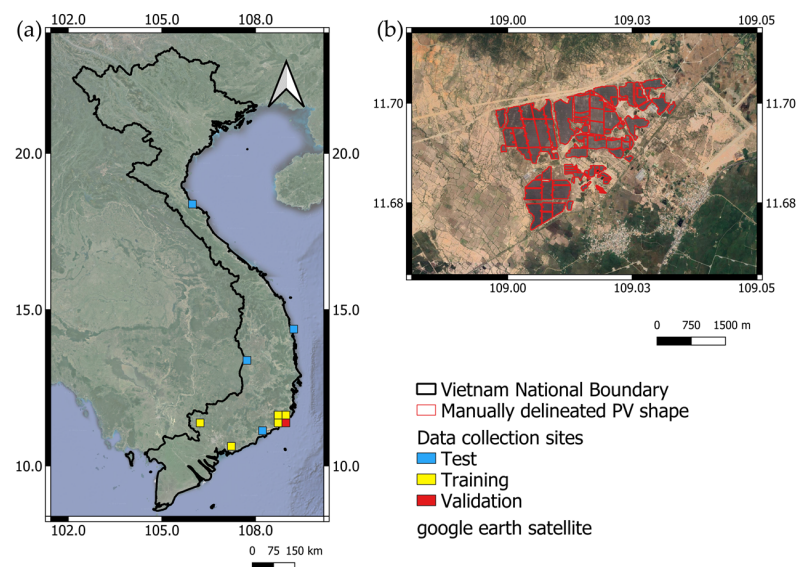 (a)
102.0 105.0 108.0
20.0 20.0
15.0 15.0
10.0 10.0
102.0 105.0 108.0
0 75 150 km
(b)
109.00 109.03 109.05
11.70 11.70
11.68 11.68
109.00 109.03 109.05
0 750 1500 m
Vietnam National Boundary
Manually delineated PV shape
Data collection sites
Test
Training
Validation
google earth satellite